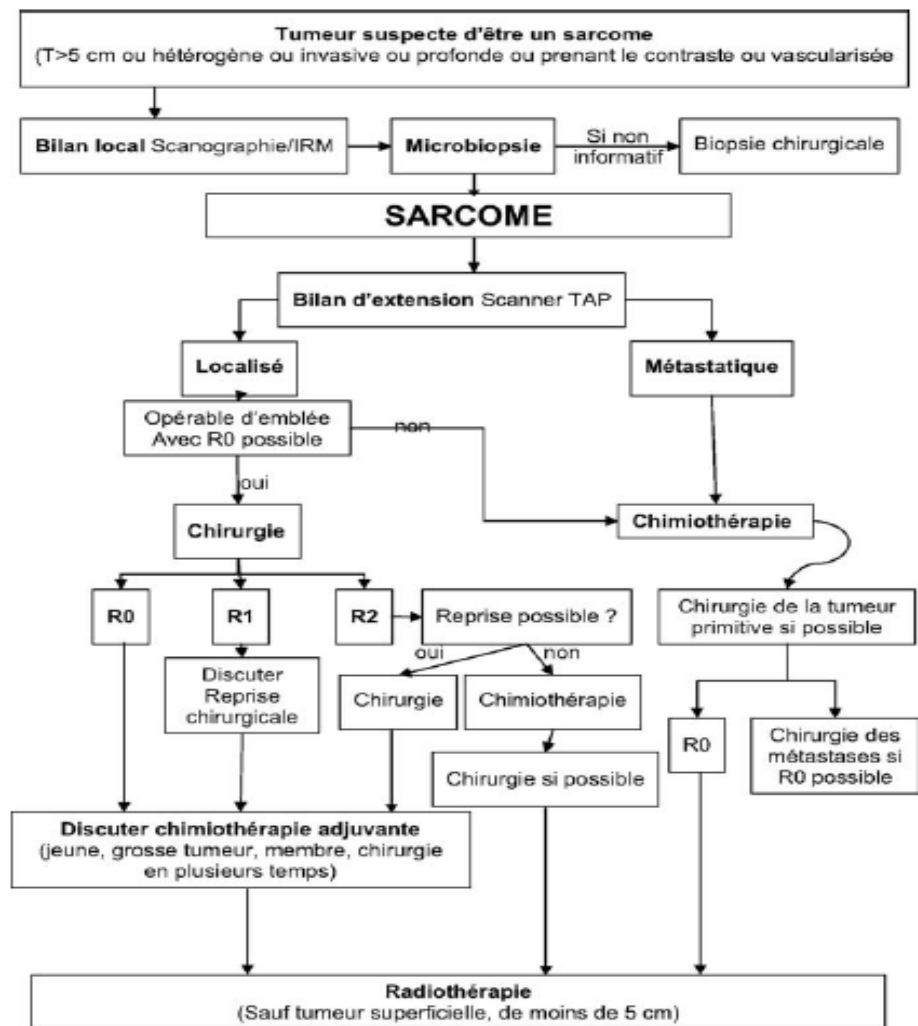 Tumeur suspecte d'être un sarcome
(T>5 cm ou hétérogène ou invasive ou profonde ou prenant le contraste ou vascularisée
Bilan local Scanographie/IRM
Microbiopsie
Si non
informatif
Biopsie chirurgicale
SARCOME
Bilan d'extension Scanner TAP
Localisé
Métastatique
Opérable d'emblée
Avec R0 possible
non
oui
Chirurgie
Chimiothérapie
R0
R1
R2
Reprise possible ?
Chirurgie de la tumeur
primitive si possible
Discuter
Reprise
chirurgicale
oui
non
Chirurgie
Chimiothérapie
R0
Chirurgie des
métastases si
R0 possible
Chirurgie si possible
Discuter chimiothérapie adjuvante
(jeune, grosse tumeur, membre, chirurgie
en plusieurs temps)
Radiothérapie
(Sauf tumeur superficielle, de moins de 5 cm)